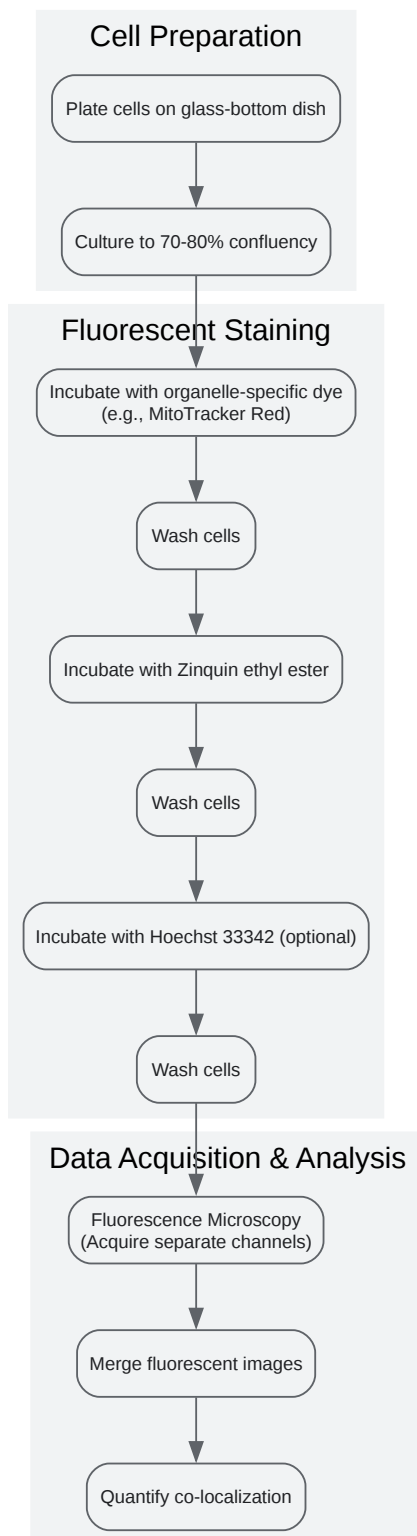 Cell Preparation
Plate cells on glass-bottom dish
Culture to 70-80% confluency
Fluorescent Staining
Incubate with organelle-specific dye
(e.g., MitoTracker Red)
Wash cells
Incubate with Zinquin ethyl ester
Wash cells
Incubate with Hoechst 33342 (optional)
Wash cells
Data Acquisition & Analysis
Fluorescence Microscopy
(Acquire separate channels)
Merge fluorescent images
Quantify co-localization